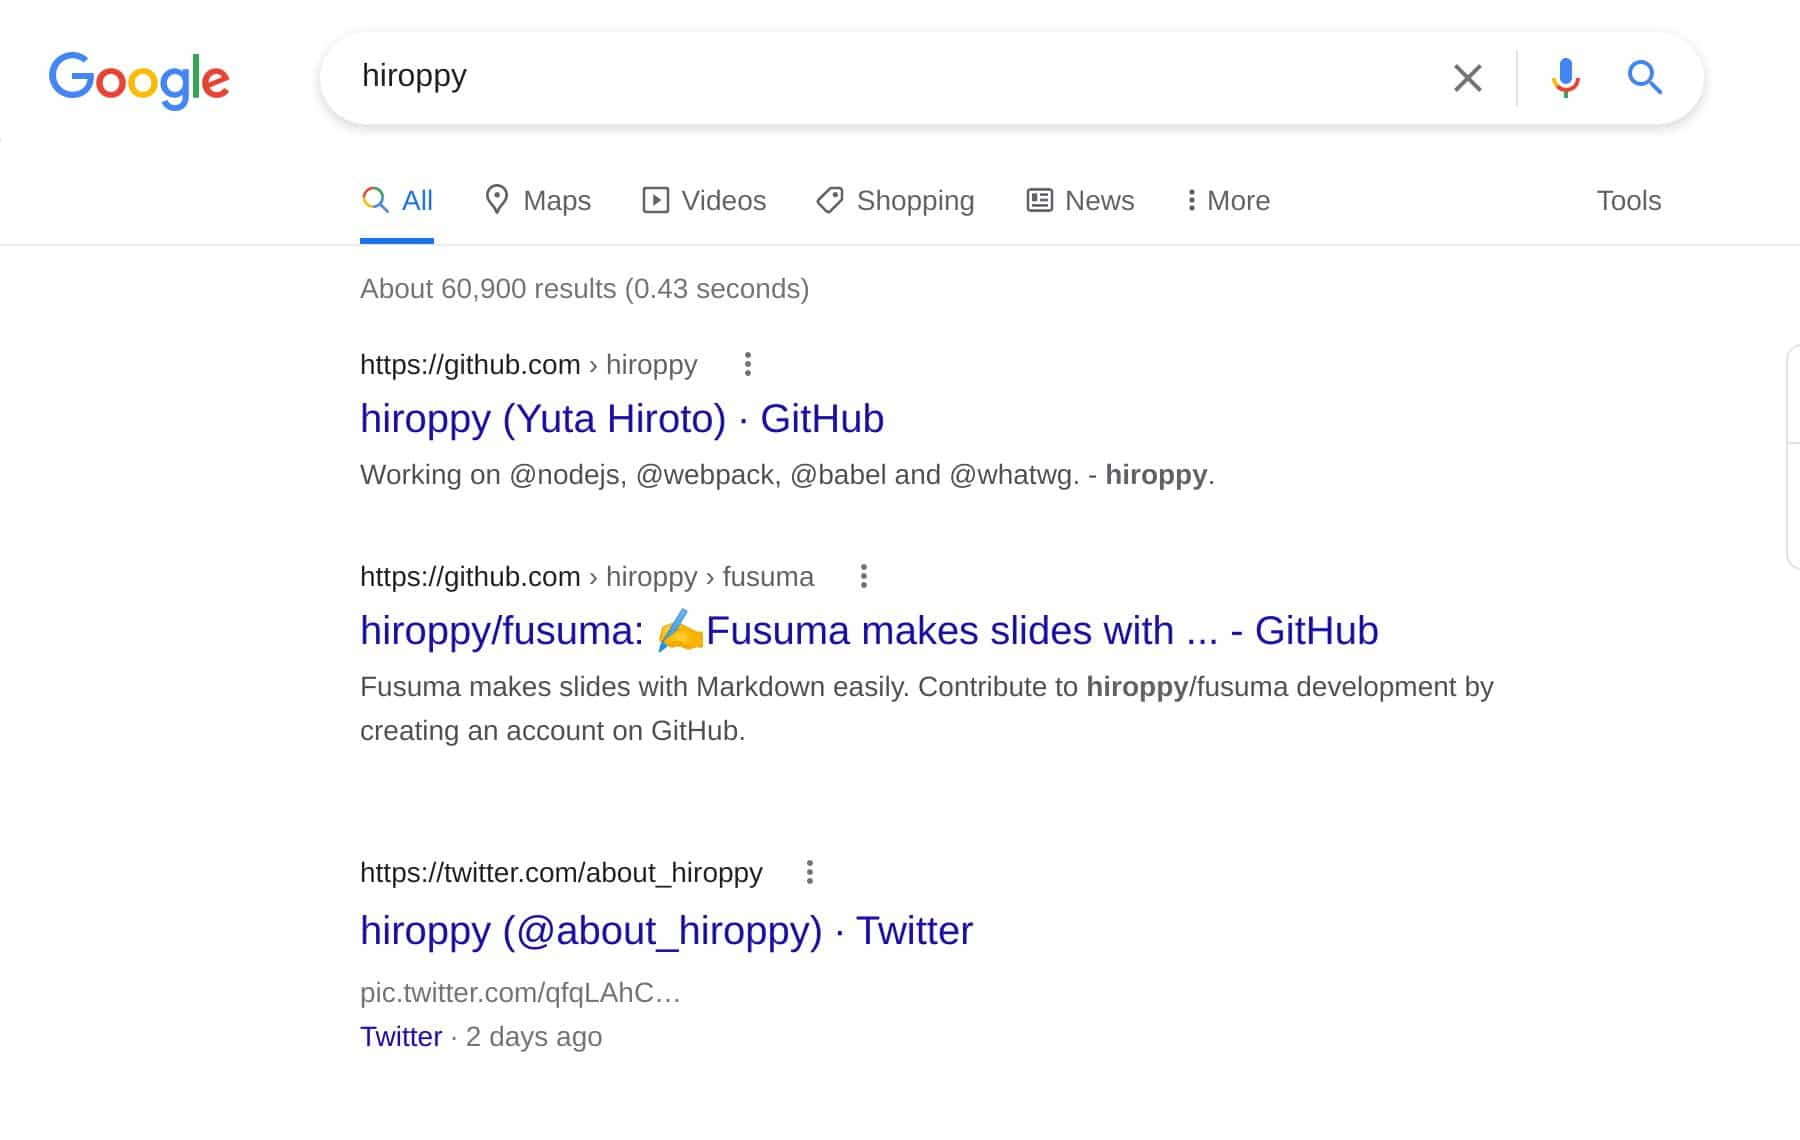 Google
hiroppy
All Maps Videos Shopping News More Tools
About 60,900 results (0.43 seconds)
https://github.com › hiroppy
hiroppy (Yuta Hiroto) · GitHub
Working on @nodejs, @webpack, @babel and @whatwg. - hiroppy.
https://github.com › hiroppy › fusuma
hiroppy/fusuma: ✍️Fusuma makes slides with ... - GitHub
Fusuma makes slides with Markdown easily. Contribute to hiroppy/fusuma development by
creating an account on GitHub.
https://twitter.com/about_hiroppy
hiroppy (@about_hiroppy) · Twitter
pic.twitter.com/qfqLAhC…
Twitter · 2 days ago